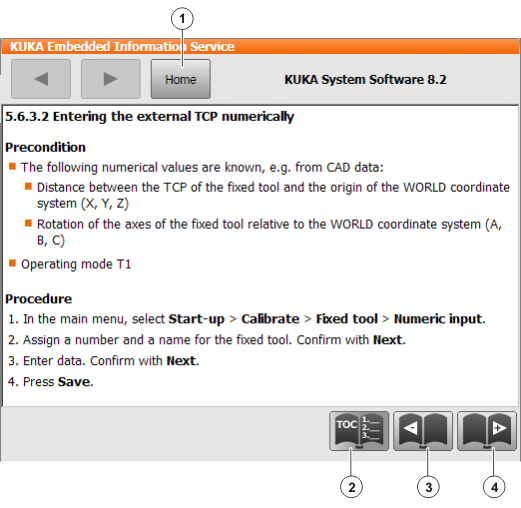 1
KUKA Embedded Information Service
Home
KUKA System Software 8.2
5.6.3.2 Entering the external TCP numerically
Precondition
The following numerical values are known, e.g. from CAD data:
Distance between the TCP of the fixed tool and the origin of the WORLD coordinate
system (X, Y, Z)
Rotation of the axes of the fixed tool relative to the WORLD coordinate system (A,
B, C)
Operating mode T1
Procedure
1. In the main menu, select Start-up > Calibrate > Fixed tool > Numeric input.
2. Assign a number and a name for the fixed tool. Confirm with Next.
3. Enter data. Confirm with Next.
4. Press Save.
TOC 1.
2.
3.
2 3 4